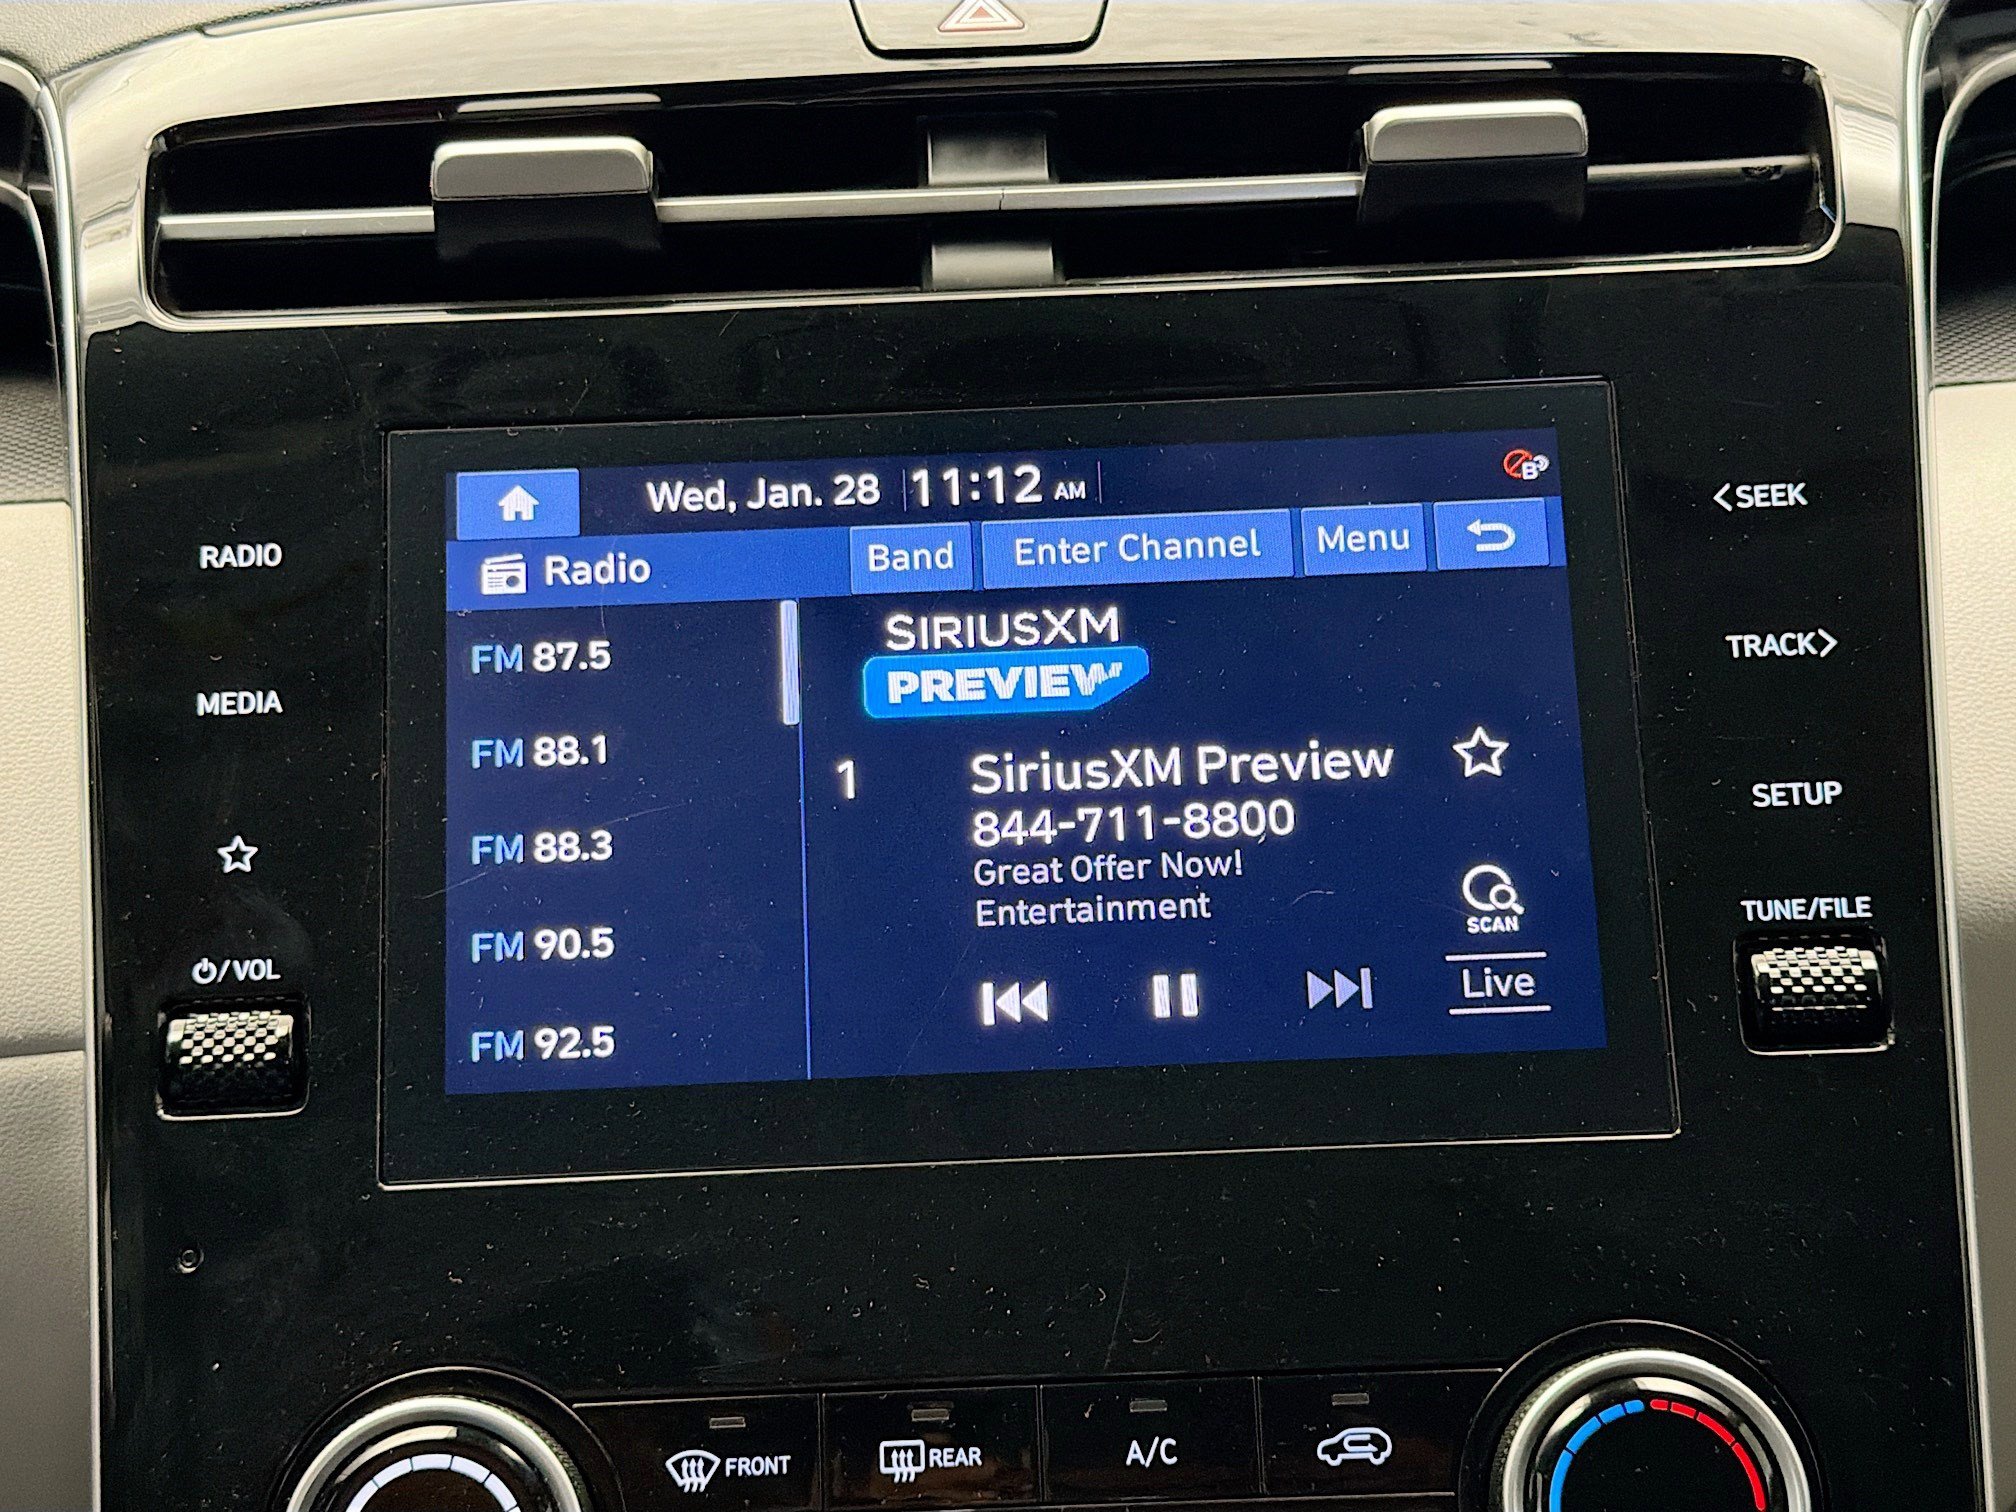 Wed, Jan. 28 11:12 AM
B
Radio Band Enter Channel Menu
FM 87.5
FM 88.1
FM 88.3
FM 90.5
FM 92.5
SIRIUSXM
PREVIEW
1 SiriusXM Preview
844-711-8800
Great Offer Now!
Entertainment
SCAN
Live
RADIO
MEDIA
/VOL
<SEEK
TRACK>
SETUP
TUNE/FILE
FRONT
REAR
A/C